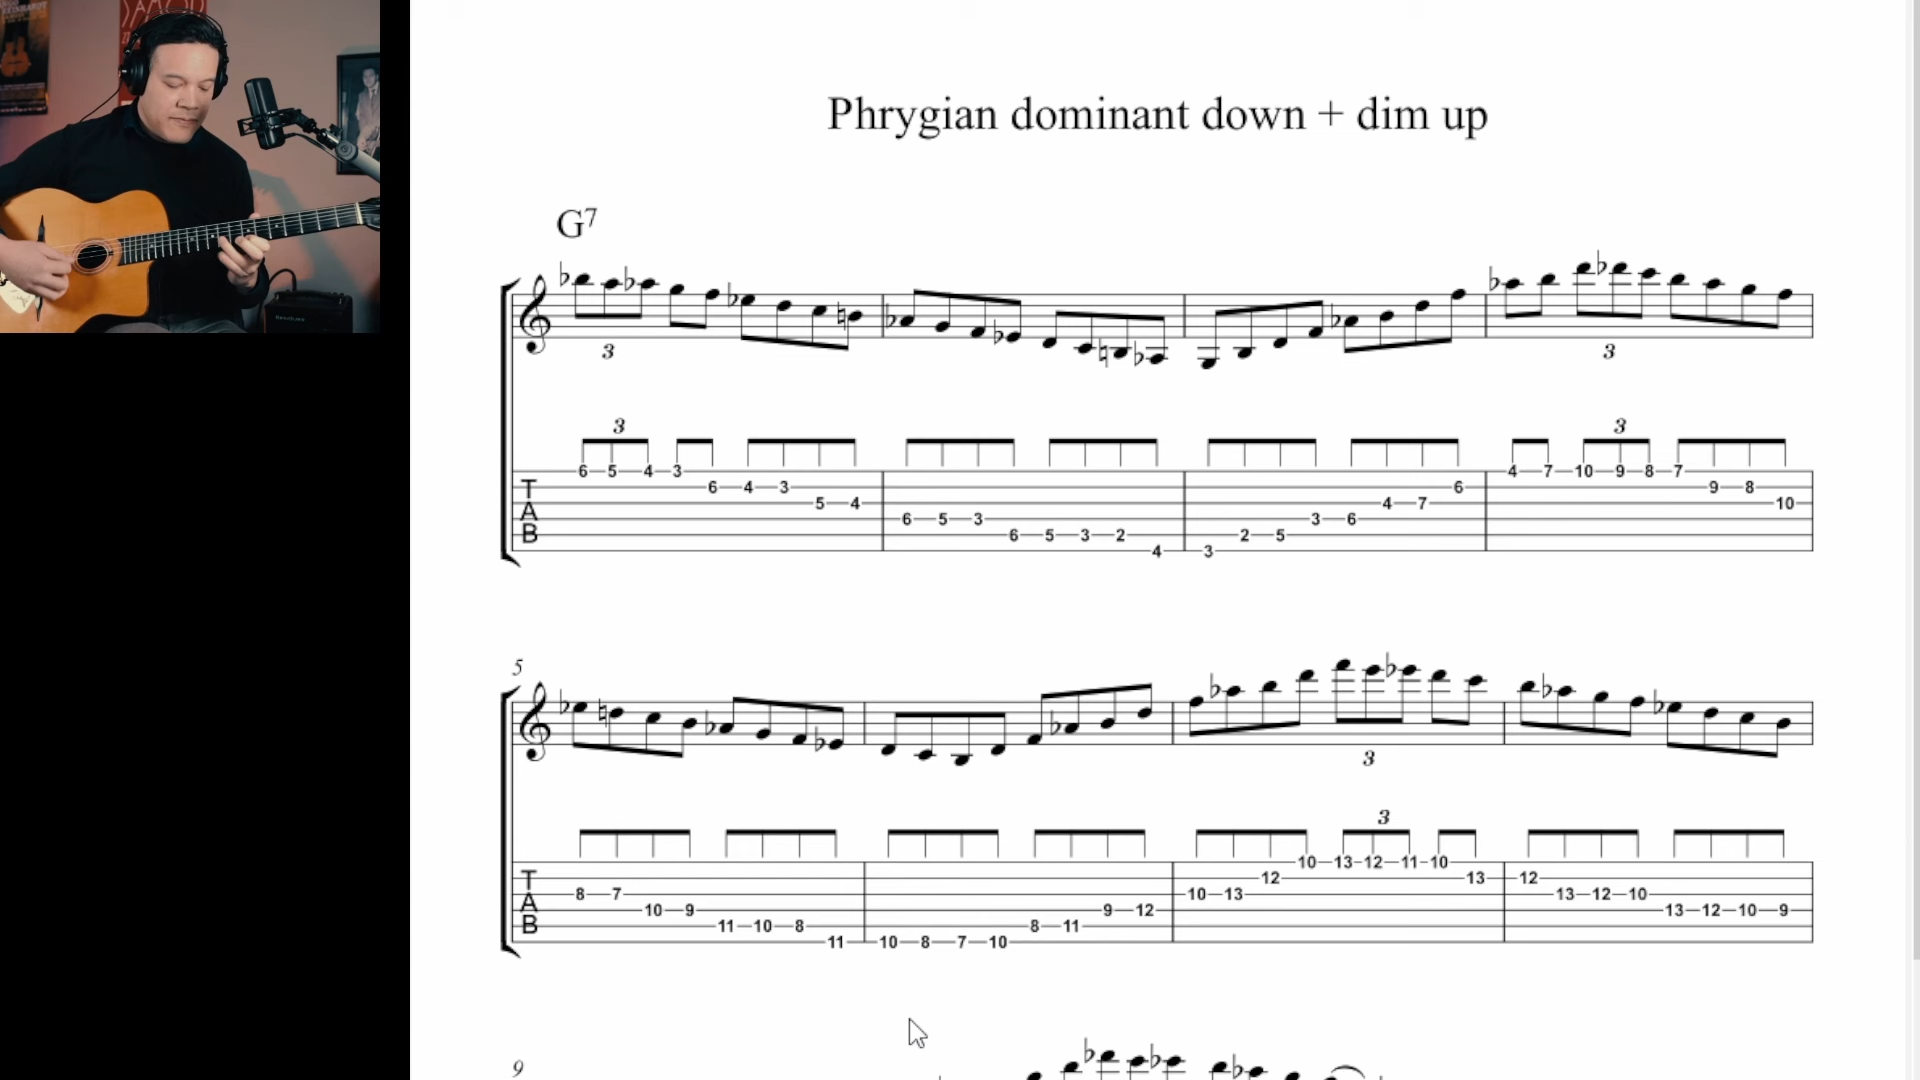 Phrygian dominant down + dim up
G7
3 3
3 3
6 5 4 3 6 4 3 5 4 6 5 3 6 5 3 2 4 3 2 5 3 6 4 7 6 4 7 10 9 8 7 9 8 10
TAB
5
3
3
8 7 10 9 11 10 8 11 10 8 7 10 8 11 9 12 10 13 12 10 13 12 11 10 13 12 13 12 10 13 12 10 9
TAB
9